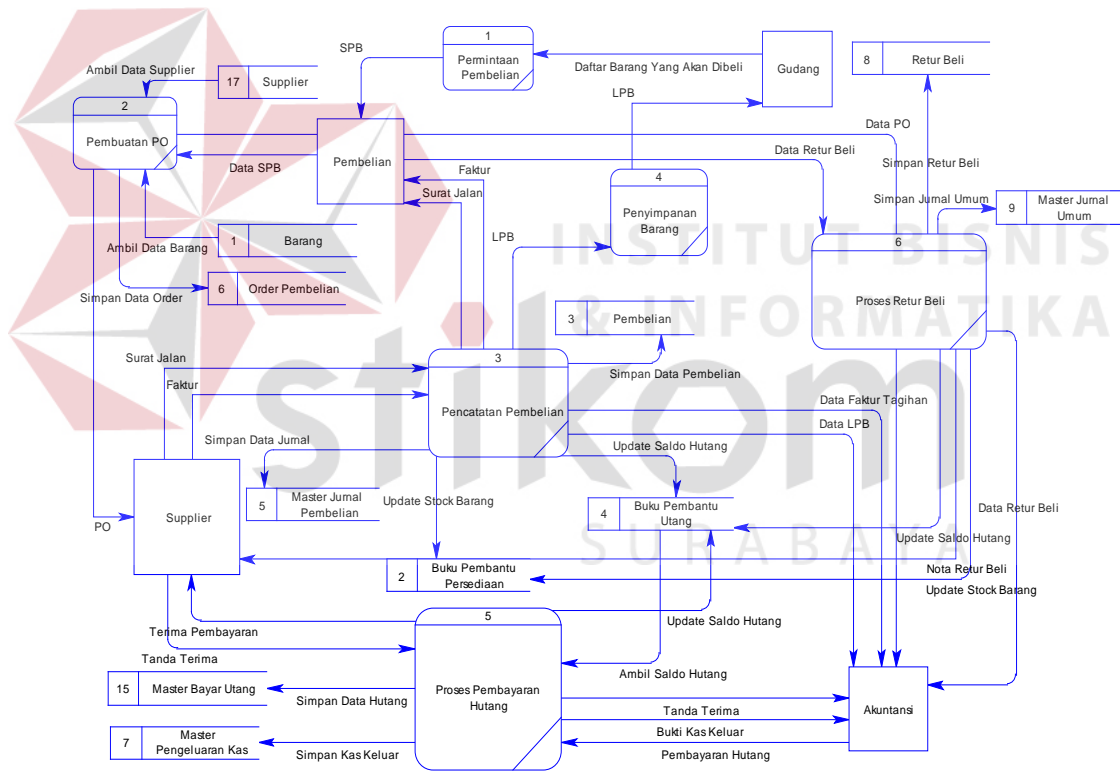 1
Permintaan
Pembelian
SPB
Daftar Barang Yang Akan Dibeli
Gudang
8
Retur Beli
Ambil Data Supplier
17
Supplier
2
Pembuatan PO
LPB
Pembelian
Data PO
Data SPB
Faktur
Surat Jalan
Data Retur Beli
Simpan Retur Beli
4
Penyimpanan
Barang
Simpan Jurnal Umum
9
Master Jurnal
Umum
Ambil Data Barang
1
Barang
LPB
6
Proses Retur Beli
INSTITUT BISNIS
& INFORMATIKA
stikom
SURABAYA
6
Order Pembelian
Simpan Data Order
3
Pembelian
Surat Jalan
Faktur
3
Pencatatan Pembelian
Simpan Data Pembelian
Data Faktur Tagihan
Data LPB
Simpan Data Jurnal
Update Saldo Hutang
5
Master Jurnal
Pembelian
Update Stock Barang
4
Buku Pembantu
Utang
Data Retur Beli
PO
Supplier
Update Saldo Hutang
2
Buku Pembantu
Persediaan
Nota Retur Beli
Update Stock Barang
Terima Pembayaran
5
Proses Pembayaran
Hutang
Update Saldo Hutang
Tanda Terima
Ambil Saldo Hutang
15
Master Bayar Utang
Simpan Data Hutang
Tanda Terima
Akuntansi
7
Master
Pengeluaran Kas
Simpan Kas Keluar
Bukti Kas Keluar
Pembayaran Hutang